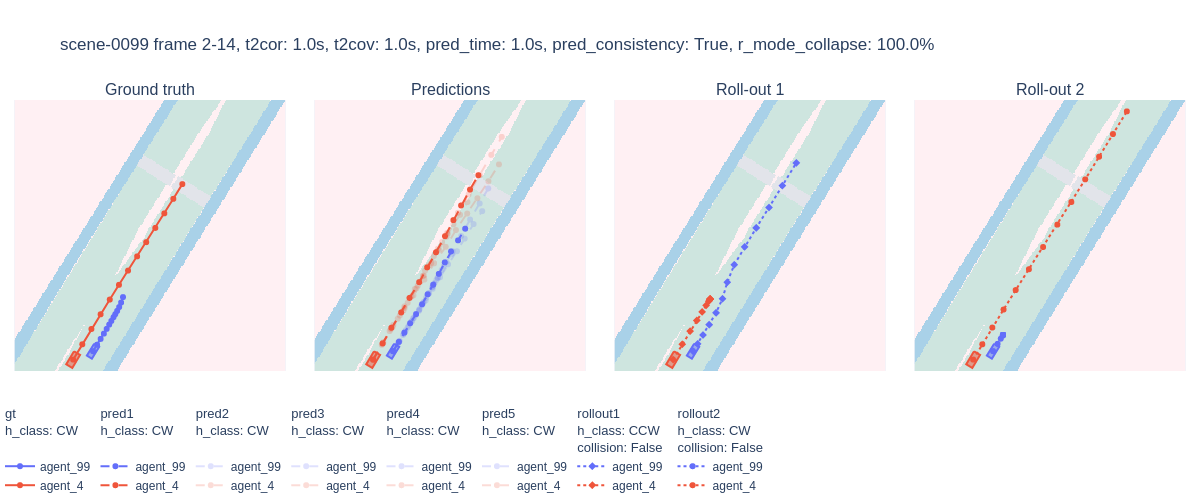 scene-0099 frame 2-14, t2cor: 1.0s, t2cov: 1.0s, pred_time: 1.0s, pred_consistency: True, r_mode_collapse: 100.0%
Ground truth
Predictions
Roll-out 1
Roll-out 2
gt
h_class: CW
agent_99
agent_4
pred1
h_class: CW
agent_99
agent_4
pred2
h_class: CW
agent_99
agent_4
pred3
h_class: CW
agent_99
agent_4
pred4
h_class: CW
agent_99
agent_4
pred5
h_class: CW
agent_99
agent_4
rollout1
h_class: CCW
collision: False
agent_99
agent_4
rollout2
h_class: CW
collision: False
agent_99
agent_4